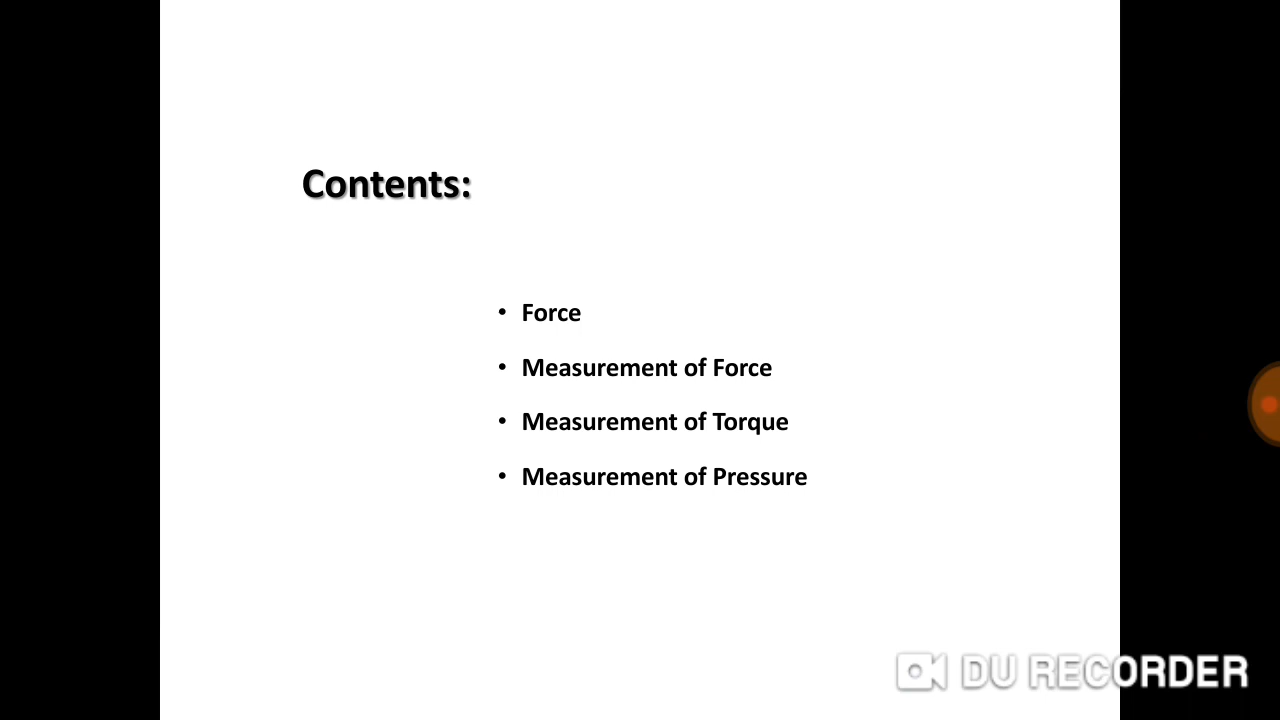 Contents:
• Force
• Measurement of Force
• Measurement of Torque
• Measurement of Pressure
DU RECORDER